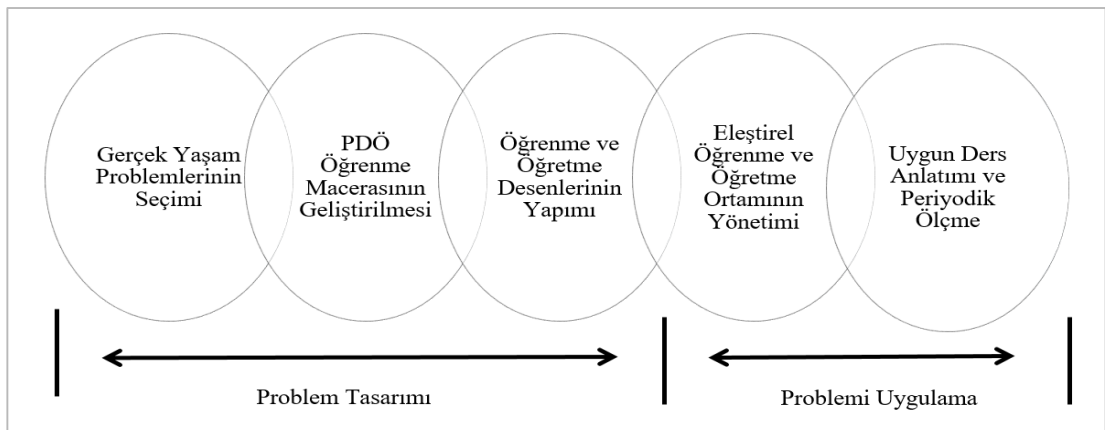 Gerçek Yaşam
Problemlerinin
Seçimi
PDÖ
Öğrenme
Macerasının
Geliştirilmesi
Öğrenme ve
Öğretme
Desenlerinin
Yapımı
Eleştirel
Öğrenme ve
Öğretme
Ortamının
Yönetimi
Uygun Ders
Anlatımı ve
Periyodik
Ölçme
Problem Tasarımı
Problemi Uygulama